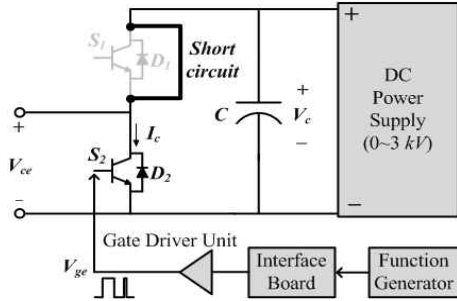 S1
D1
Short
circuit
+
DC
Power
Supply
(0~3 kV)
−
C
+
Vc
−
Ic
+
Vce
−
S2
D2
Gate Driver Unit
Vge
Interface
Board
Function
Generator